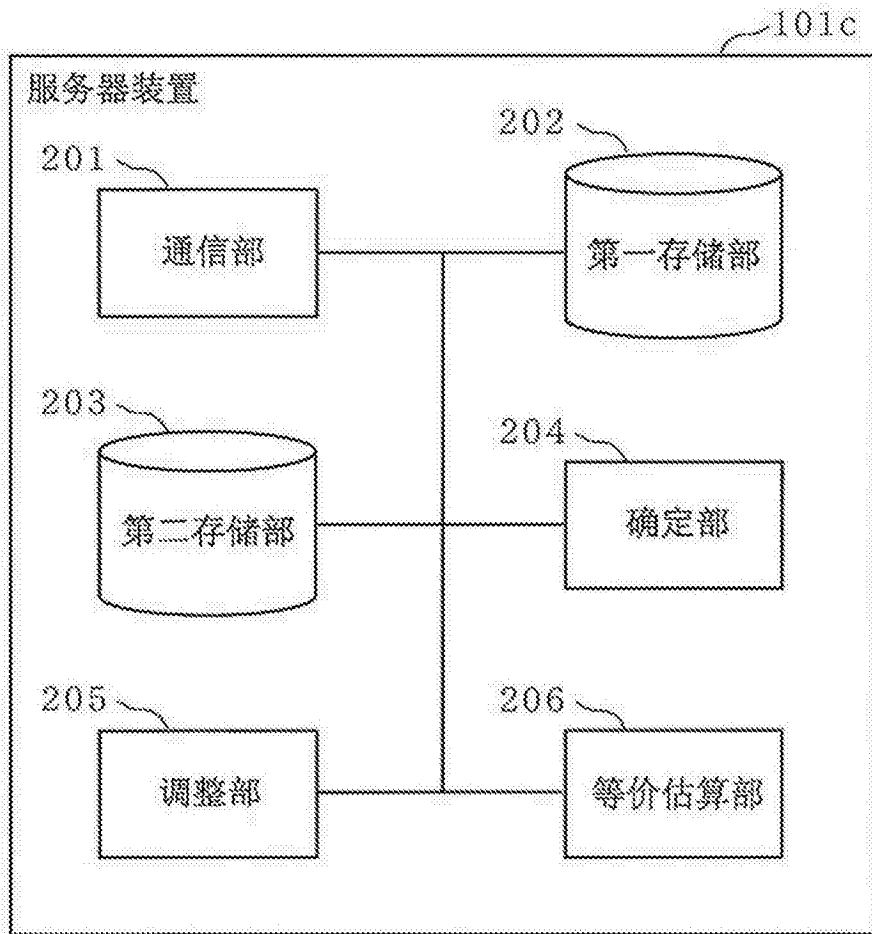 101c
服务器装置
201
202
通信部
第一存储部
203
204
第二存储部
确定部
205
206
调整部
等价估算部